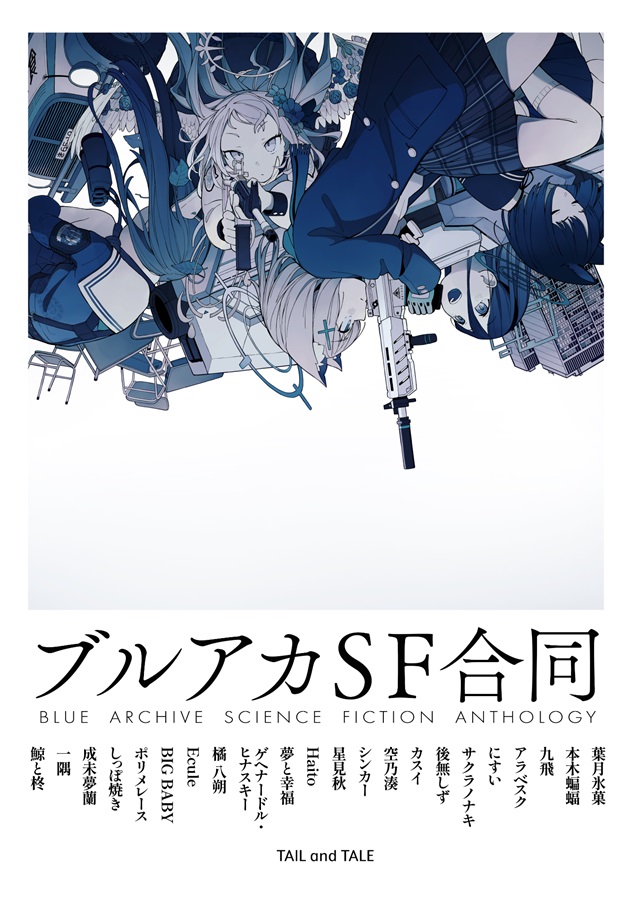 ブルアカSF合同
BLUE ARCHIVE SCIENCE FICTION ANTHOLOGY
葉月氷菓
本木蝙蝠
九飛
アラベスク
にすい
サクラノナキ
後無しず
カスイ
空乃湊
シンカー
星見秋
Haito
夢と幸福
ゲヘナードル・
ヒナスキー
橘 八朔
Ecule
BIG BABY
ポリメレース
しっぽ焼き
成未夢蘭
一隅
鯨と柊
TAIL and TALE